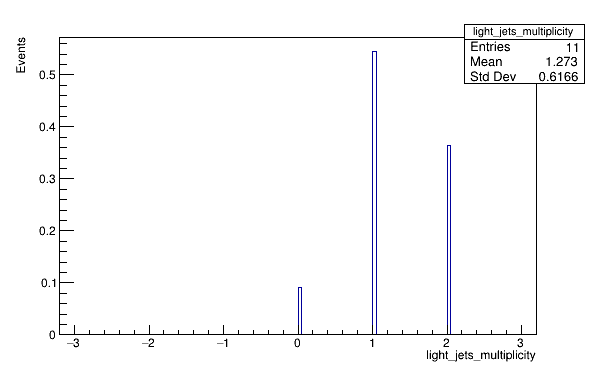 light_jets_multiplicity
Entries 11
Mean 1.273
Std Dev 0.6166
Events
0.5
0.4
0.3
0.2
0.1
0
−3 −2 −1 0 1 2 3
light_jets_multiplicity